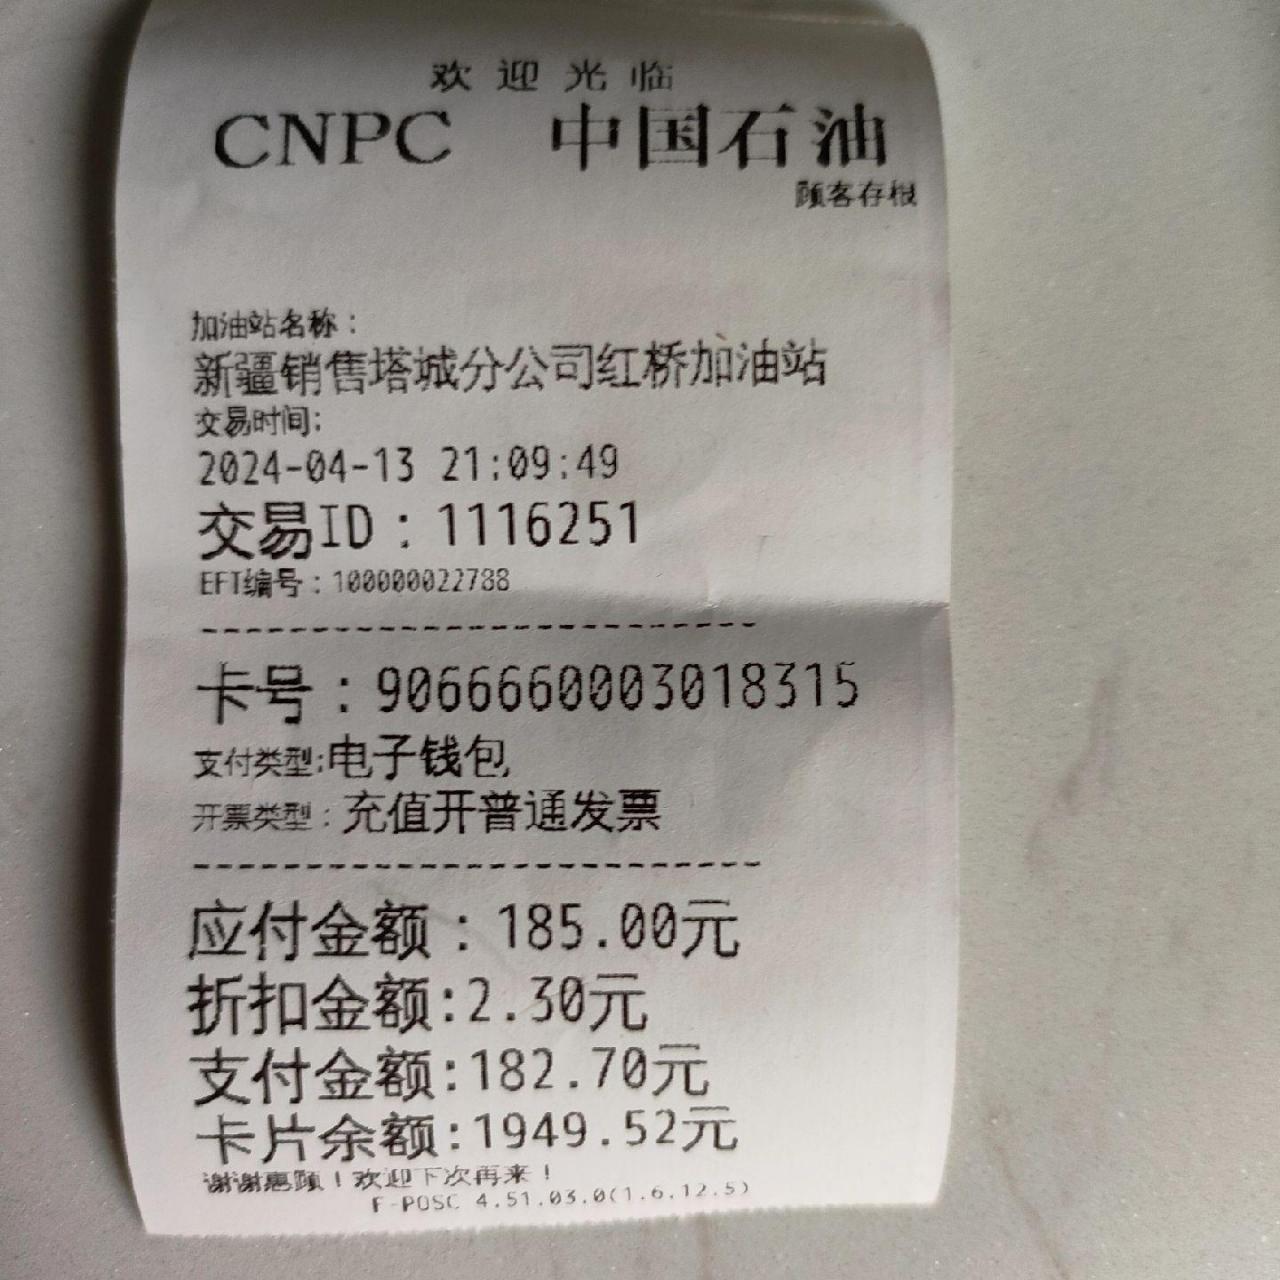 欢迎光临
CNPC 中国石油
顾客存根
加油站名称：
新疆销售塔城分公司红桥加油站
交易时间:
2024-04-13 21:09:49
交易ID：1116251
EFT编号：100000022788
--------------------------
卡号：9066660003018315
支付类型:电子钱包
开票类型：充值开普通发票
--------------------------
应付金额：185.00元
折扣金额:2.30元
支付金额:182.70元
卡片余额:1949.52元
谢谢惠顾！欢迎下次再来！
F-POSC 4.51.03.0(1.6.12.5)